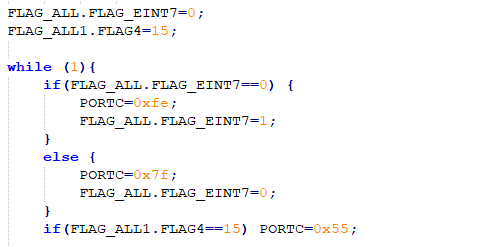 FLAG_ALL.FLAG_EINT7=0;
FLAG_ALL1.FLAG4=15;
while (1){
if(FLAG_ALL.FLAG_EINT7==0) {
PORTC=0xfe;
FLAG_ALL.FLAG_EINT7=1;
}
else {
PORTC=0x7f;
FLAG_ALL.FLAG_EINT7=0;
}
if(FLAG_ALL1.FLAG4==15) PORTC=0x55;